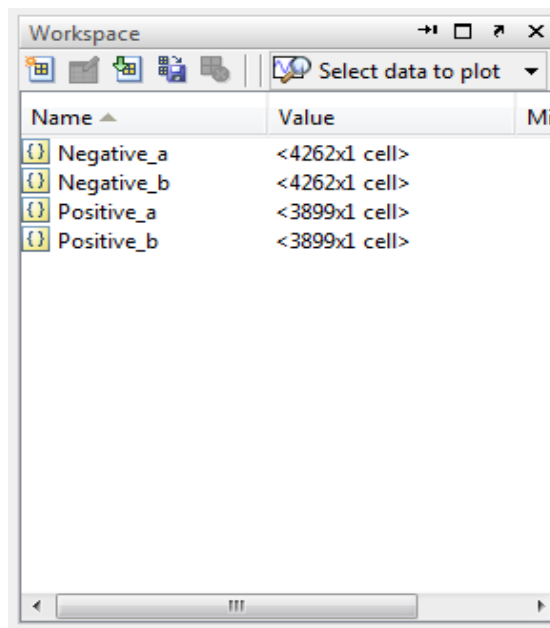 Workspace
Select data to plot
Name Value Mi
{} Negative_a <4262x1 cell>
{} Negative_b <4262x1 cell>
{} Positive_a <3899x1 cell>
{} Positive_b <3899x1 cell>